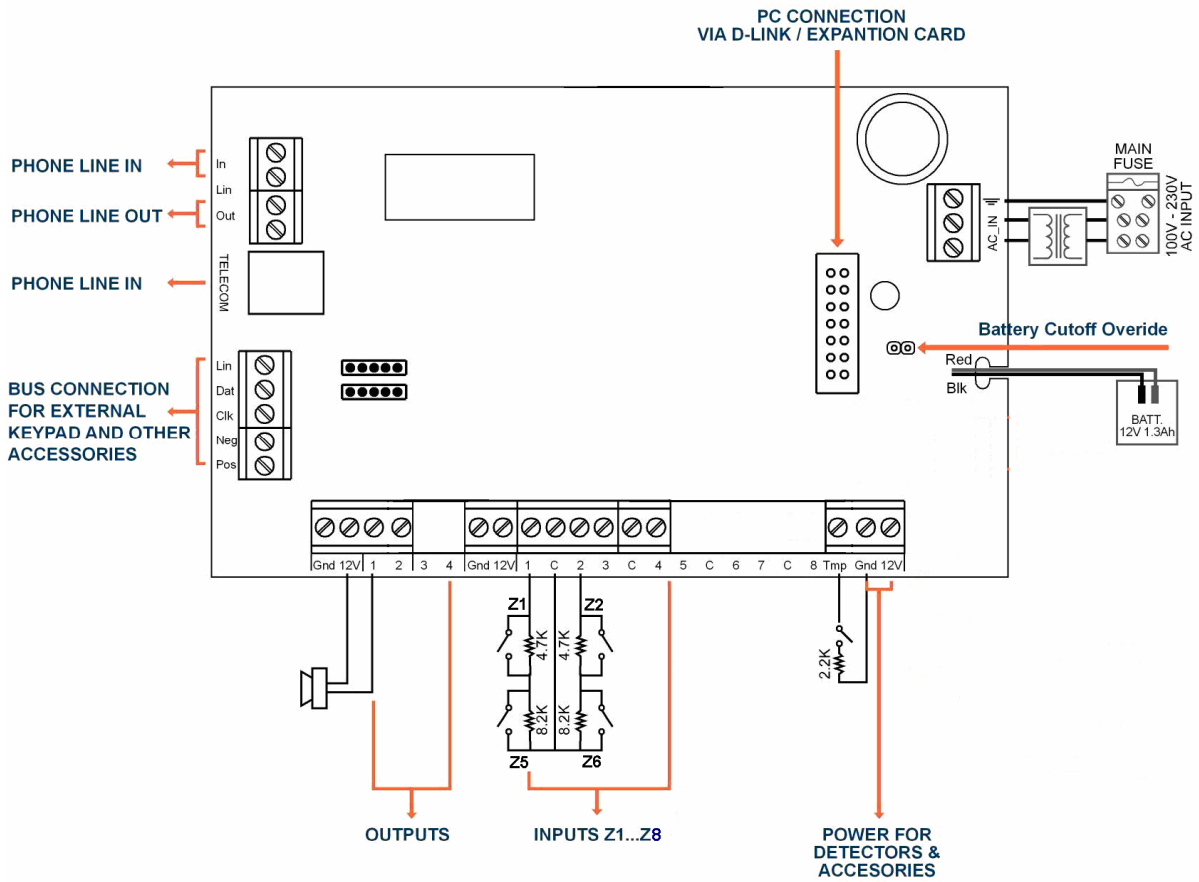 PC CONNECTION
VIA D-LINK / EXPANTION CARD
MAIN
FUSE
100V - 230V
AC INPUT
AC_IN
PHONE LINE IN
In
Lin
PHONE LINE OUT
Out
PHONE LINE IN
TELECOM
Battery Cutoff Overide
Red
Blk
BATT.
12V 1.3Ah
BUS CONNECTION
FOR EXTERNAL
KEYPAD AND OTHER
ACCESSORIES
Lin
Dat
Clk
Neg
Pos
Gnd 12V 1 2 3 4 Gnd 12V 1 C 2 3 C 4 5 C 6 7 C 8 Tmp Gnd 12V
Z1 Z2
4.7K 4.7K
2.2K
8.2K 8.2K
Z5 Z6
OUTPUTS
INPUTS Z1...Z8
POWER FOR
DETECTORS &
ACCESORIES